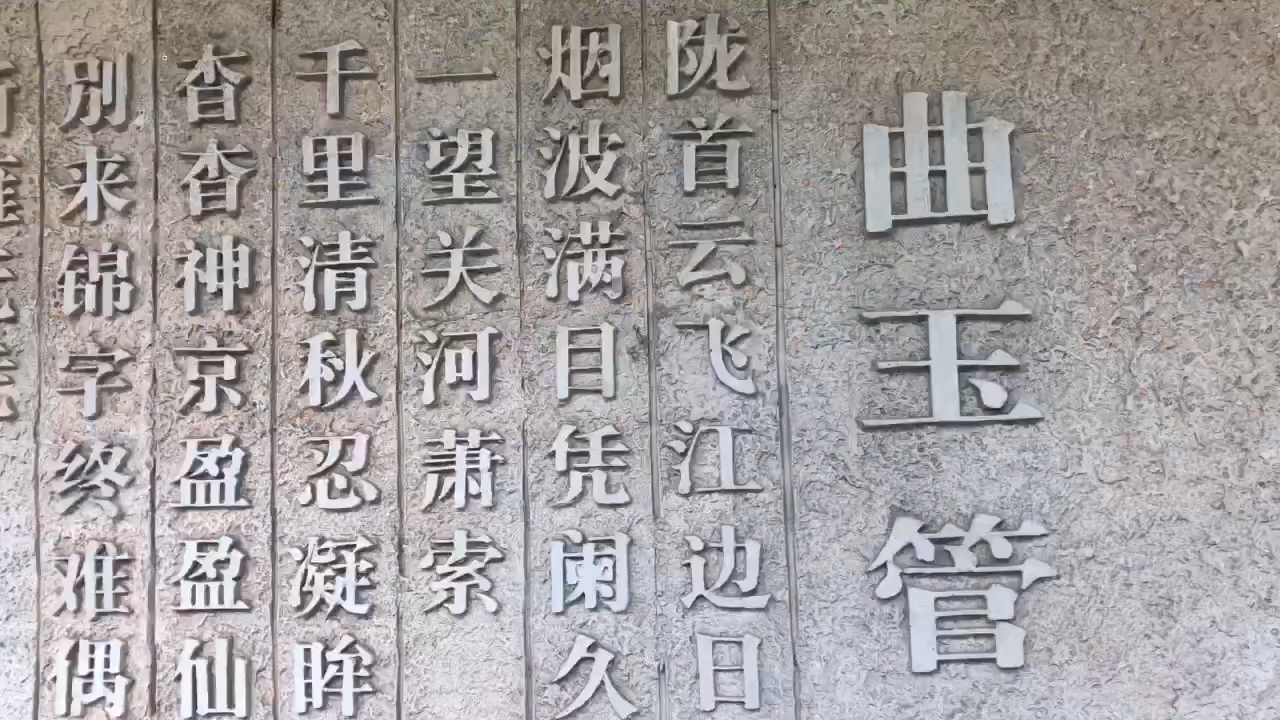 曲玉管
陇首云飞江边日
烟波满目凭阑久
一望关河萧索
千里清秋忍凝眸
杳杳神京盈盈仙
别来锦字终难偶